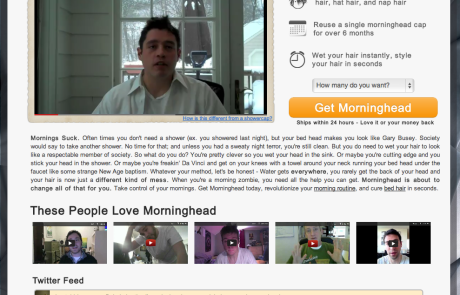 hair, hat hair, and nap hair
Reuse a single morninghead cap
for over 6 months
Wet your hair instantly, style
your hair in seconds
How many do you want?
Get Morninghead
Ships within 24 hours - Love it or your money back
How is this different from a showercap?
Mornings Suck. Often times you don't need a shower (ex. you showered last night), but your bed head makes you look like Gary Busey. Society
would say to take another shower. No time for that; and unless you had a sweaty night terror, you're still clean. But you do need to wet your hair to look
like a respectable member of society. So what do you do? You're pretty clever so you wet your head in the sink. Or maybe you're cutting edge and you
stick your head in the shower. Or maybe you're freakin' Da Vinci and get on your knees with a towel around your neck running your bed head under the
faucet like some strange New Age baptism. Whatever your method, let's be honest - Water gets everywhere, you rarely get the back of your head and
your hair is now just a different kind of mess. When you're a morning zombie, you need all the help you can get. Morninghead is about to
change all of that for you. Take control of your mornings. Get Morninghead today, revolutionize your morning routine, and cure bed hair in seconds.
These People Love Morninghead
Twitter Feed